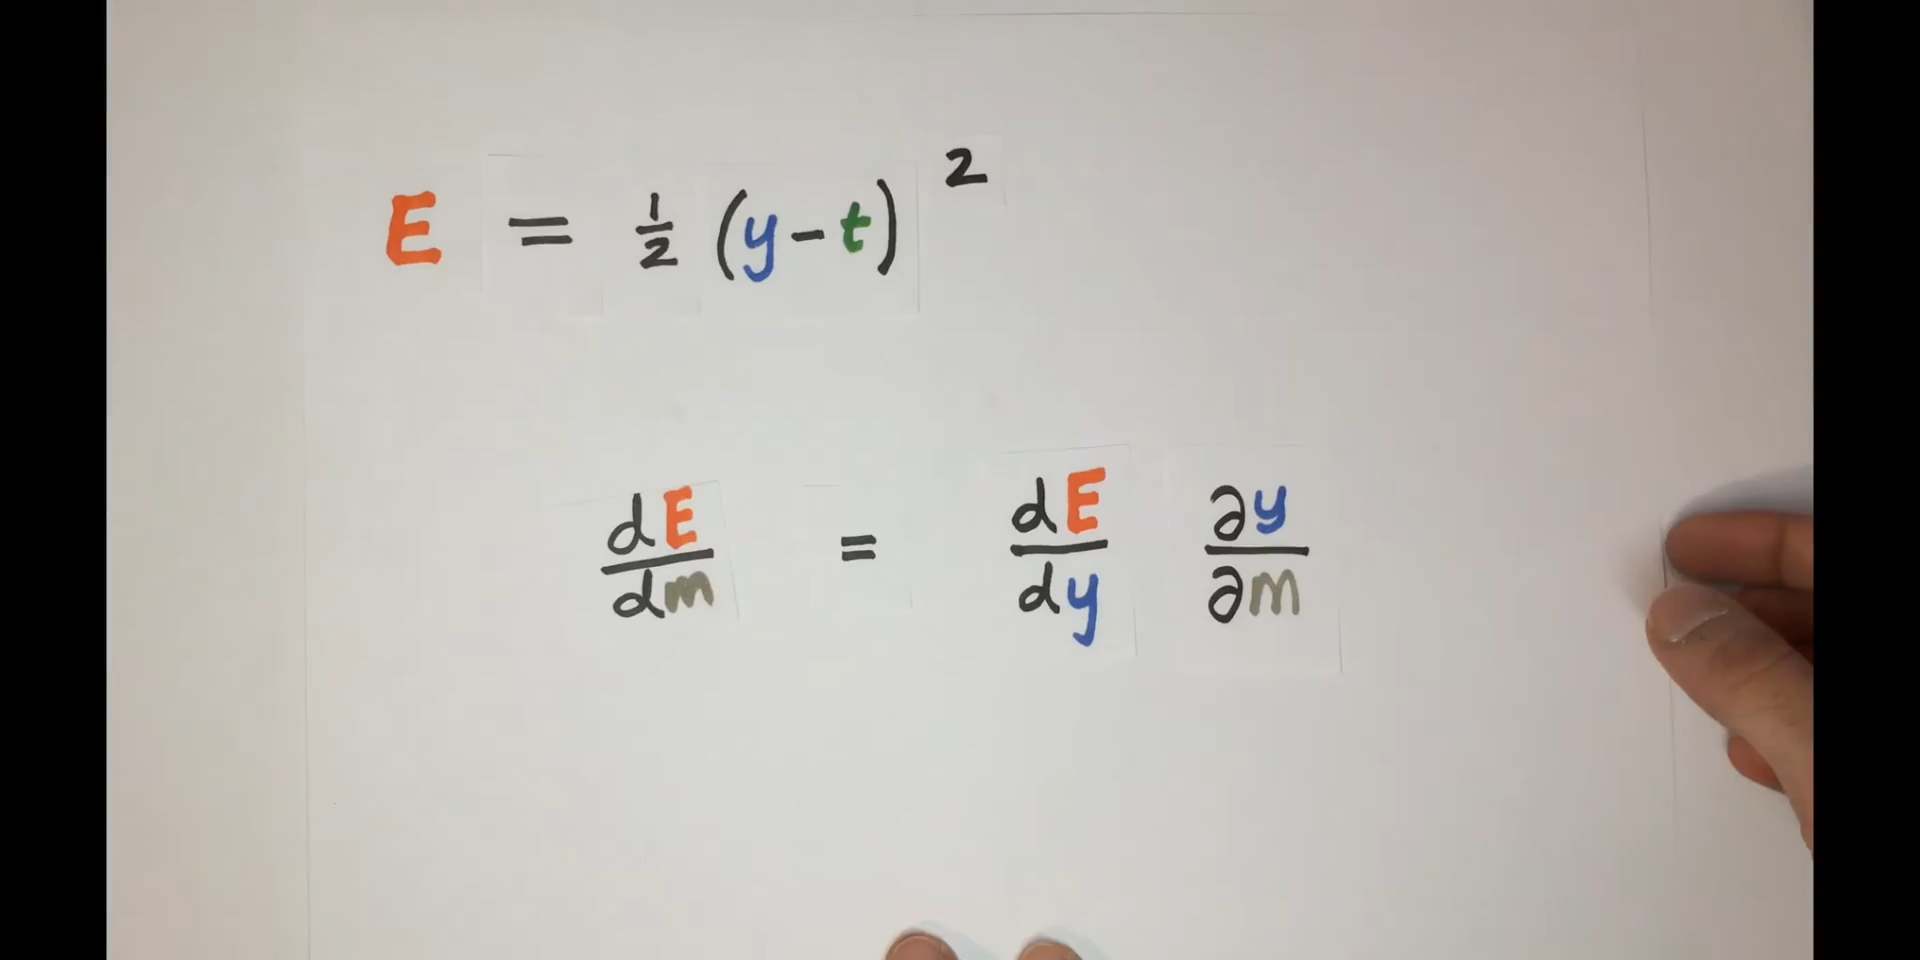 E = ½ (y - t)²
dE/dm = dE/dy ∂y/∂m